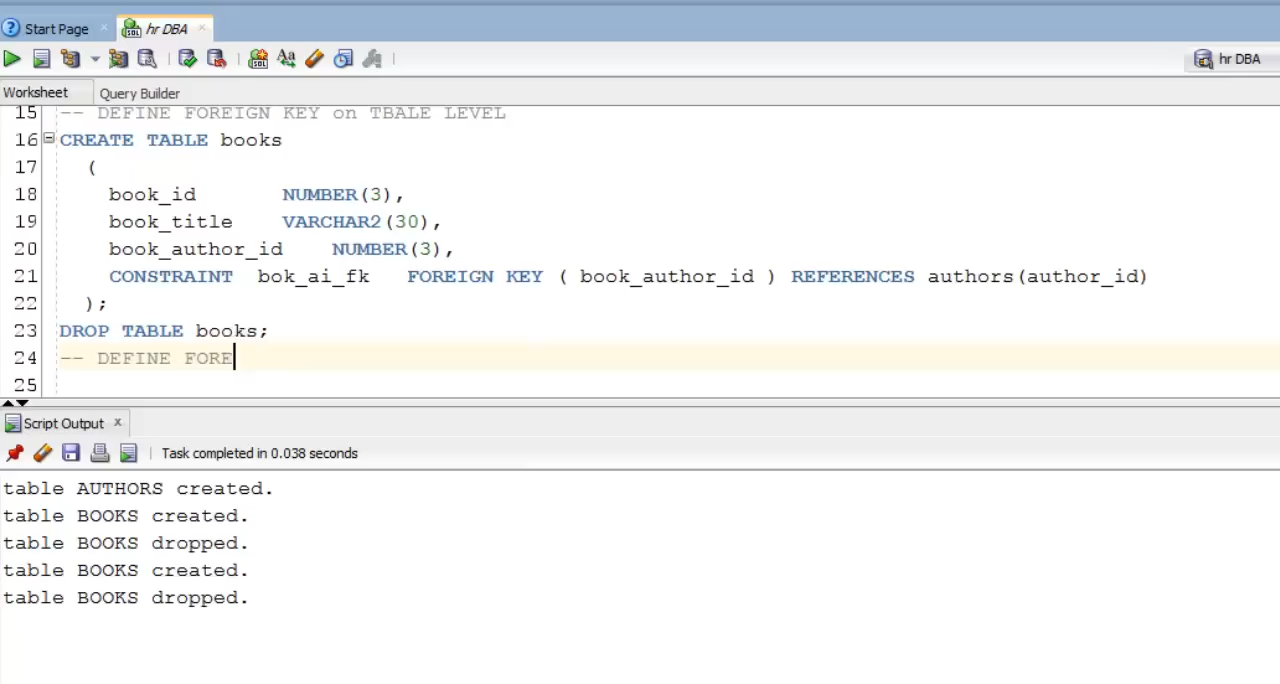 Start Page
hr DBA
hr DBA
Worksheet Query Builder
15 -- DEFINE FOREIGN KEY on TBALE LEVEL
16 CREATE TABLE books
17 (
18 book_id NUMBER(3),
19 book_title VARCHAR2(30),
20 book_author_id NUMBER(3),
21 CONSTRAINT bok_ai_fk FOREIGN KEY ( book_author_id ) REFERENCES authors(author_id)
22 );
23 DROP TABLE books;
24 -- DEFINE FORE
25
Script Output x
Task completed in 0.038 seconds
table AUTHORS created.
table BOOKS created.
table BOOKS dropped.
table BOOKS created.
table BOOKS dropped.